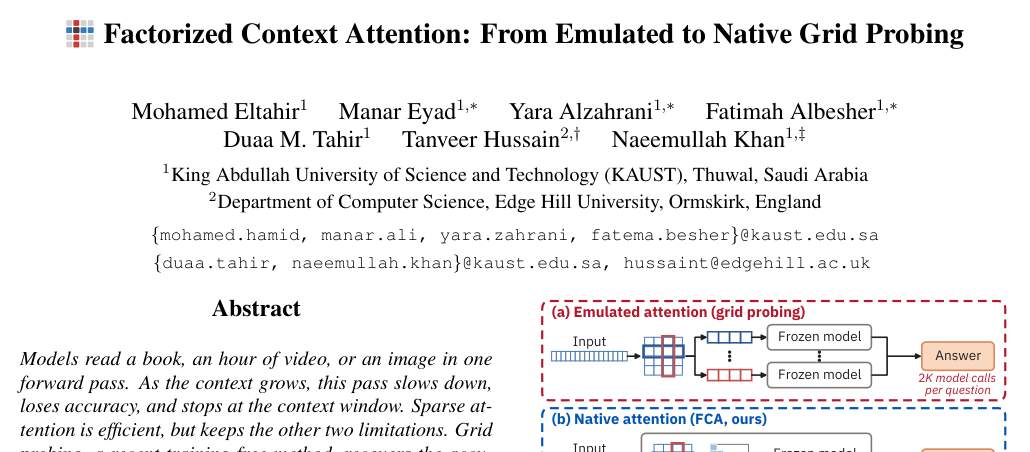 Factorized Context Attention: From Emulated to Native Grid Probing
Mohamed Eltahir1 Manar Eyad1,* Yara Alzahrani1,* Fatimah Albesher1,*
Duaa M. Tahir1 Tanveer Hussain2,† Naeemullah Khan1,‡
1King Abdullah University of Science and Technology (KAUST), Thuwal, Saudi Arabia
2Department of Computer Science, Edge Hill University, Ormskirk, England
{mohamed.hamid, manar.ali, yara.zahrani, fatema.besher}@kaust.edu.sa
{duaa.tahir, naeemullah.khan}@kaust.edu.sa, hussaint@edgehill.ac.uk
Abstract
Models read a book, an hour of video, or an image in one
forward pass. As the context grows, this pass slows down,
loses accuracy, and stops at the context window. Sparse at-
tention is efficient, but keeps the other two limitations. Grid
(a) Emulated attention (grid probing)
Input
Frozen model
Frozen model
Answer
2K model calls
per question
(b) Native attention (FCA, ours)
Input